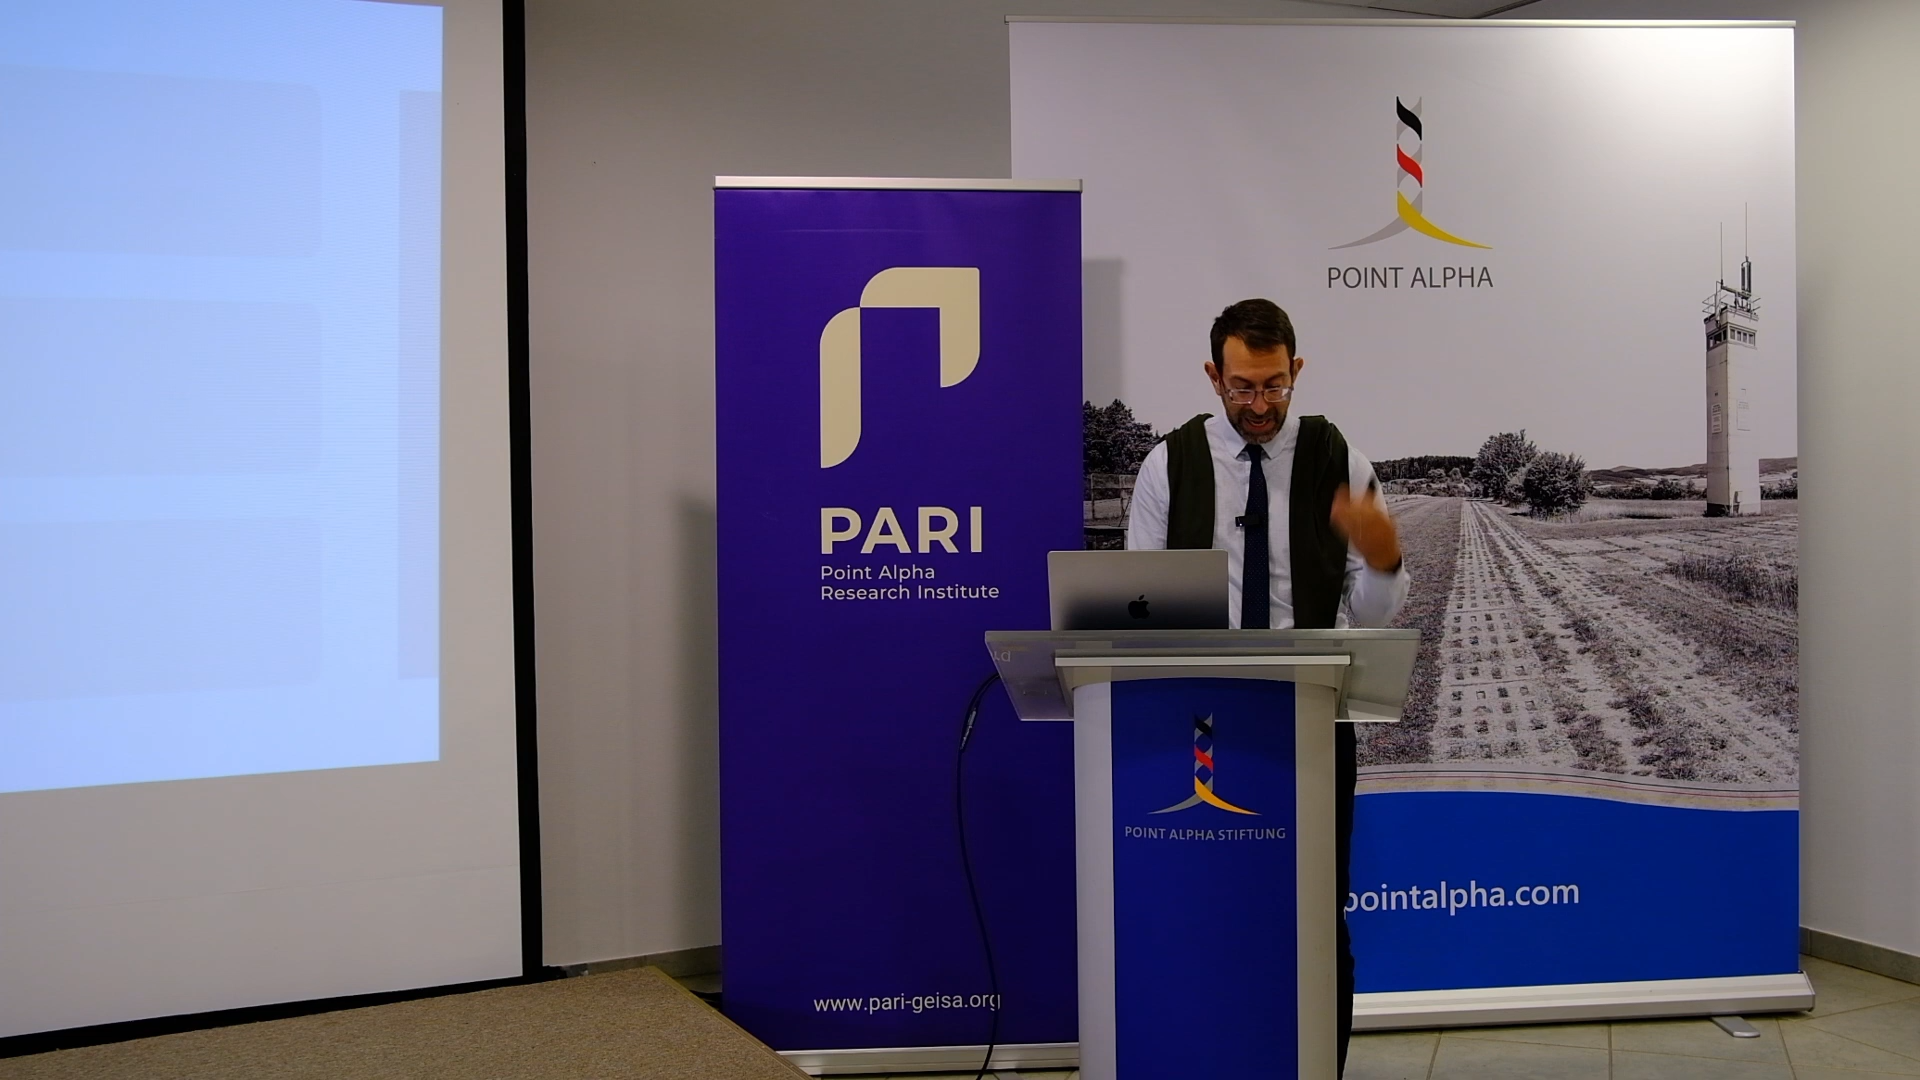 PARI
Point Alpha
Research Institute
www.pari-geisa.org
POINT ALPHA
POINT ALPHA STIFTUNG
pointalpha.com